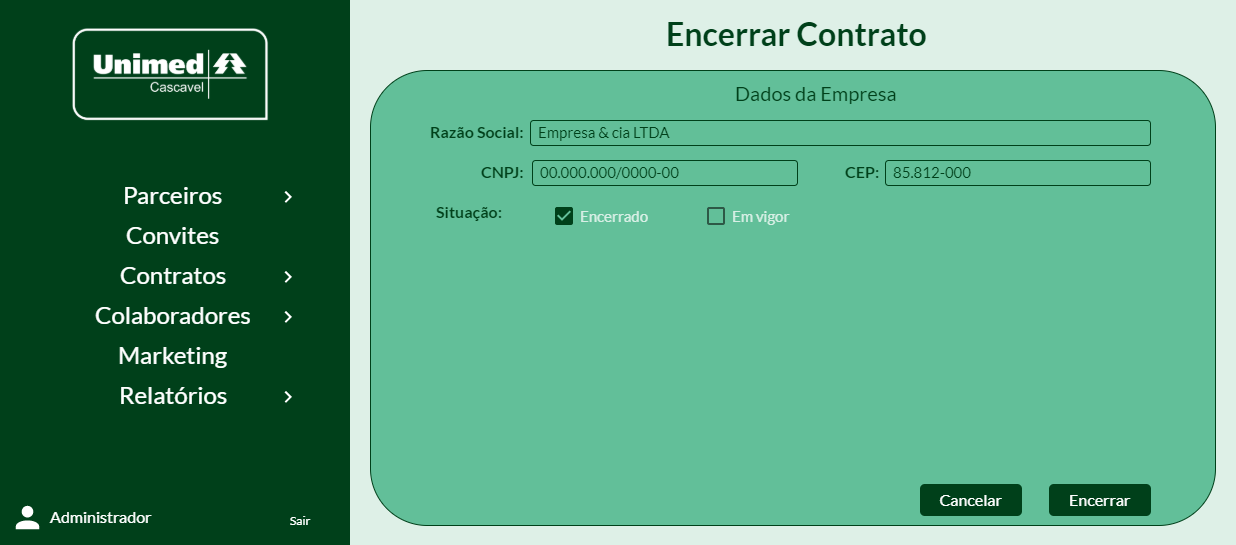 Unimed
Cascavel
Parceiros
Convites
Contratos
Colaboradores
Marketing
Relatórios
Administrador
Sair
Encerrar Contrato
Dados da Empresa
Razão Social: Empresa & cia LTDA
CNPJ: 00.000.000/0000-00 CEP: 85.812-000
Situação: Encerrado Em vigor
Cancelar Encerrar